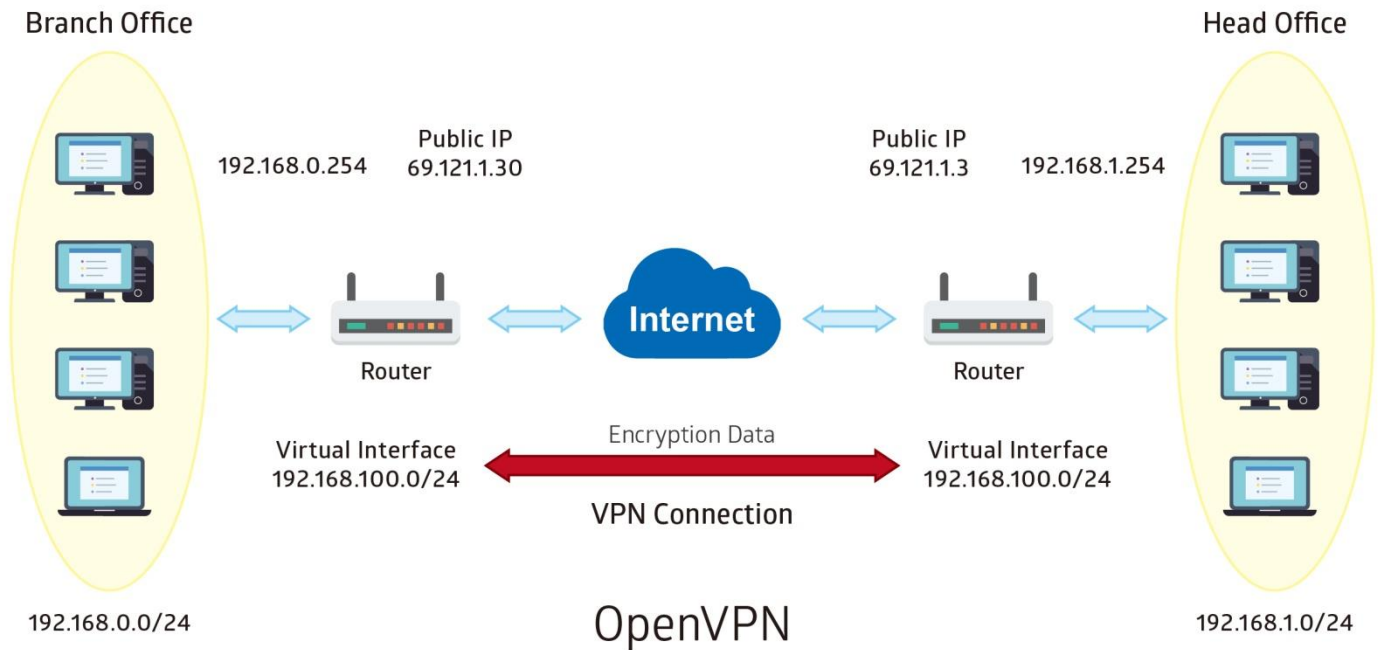 Branch Office
Head Office
Public IP
69.121.1.30
192.168.0.254
Public IP
69.121.1.3
192.168.1.254
Internet
Router
Router
Virtual Interface
192.168.100.0/24
Encryption Data
VPN Connection
Virtual Interface
192.168.100.0/24
192.168.0.0/24
OpenVPN
192.168.1.0/24